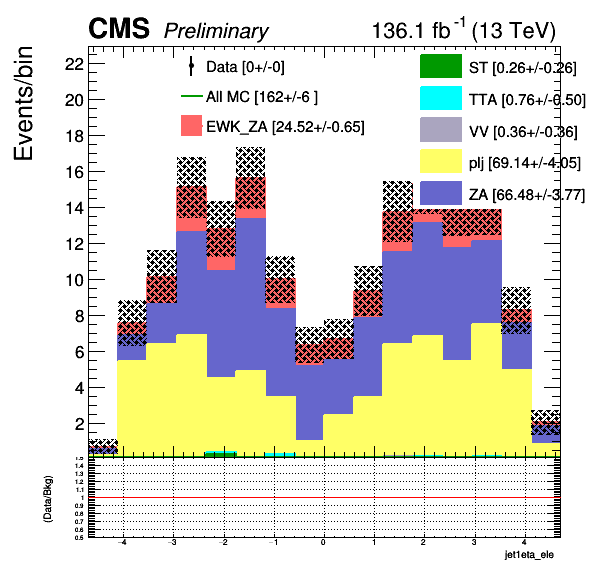 CMS Preliminary 136.1 fb⁻¹ (13 TeV)
Events/bin
22
20
18
16
14
12
10
8
6
4
2
Data [0+/-0]
All MC [162+/-6 ]
EWK_ZA [24.52+/-0.65]
ST [0.26+/-0.26]
TTA [0.76+/-0.50]
VV [0.36+/-0.36]
plj [69.14+/-4.05]
ZA [66.48+/-3.77]
(Data/Bkg)
1.5
1.4
1.3
1.2
1.1
1
0.9
0.8
0.7
0.6
0.5
−4 −3 −2 −1 0 1 2 3 4
jet1eta_ele